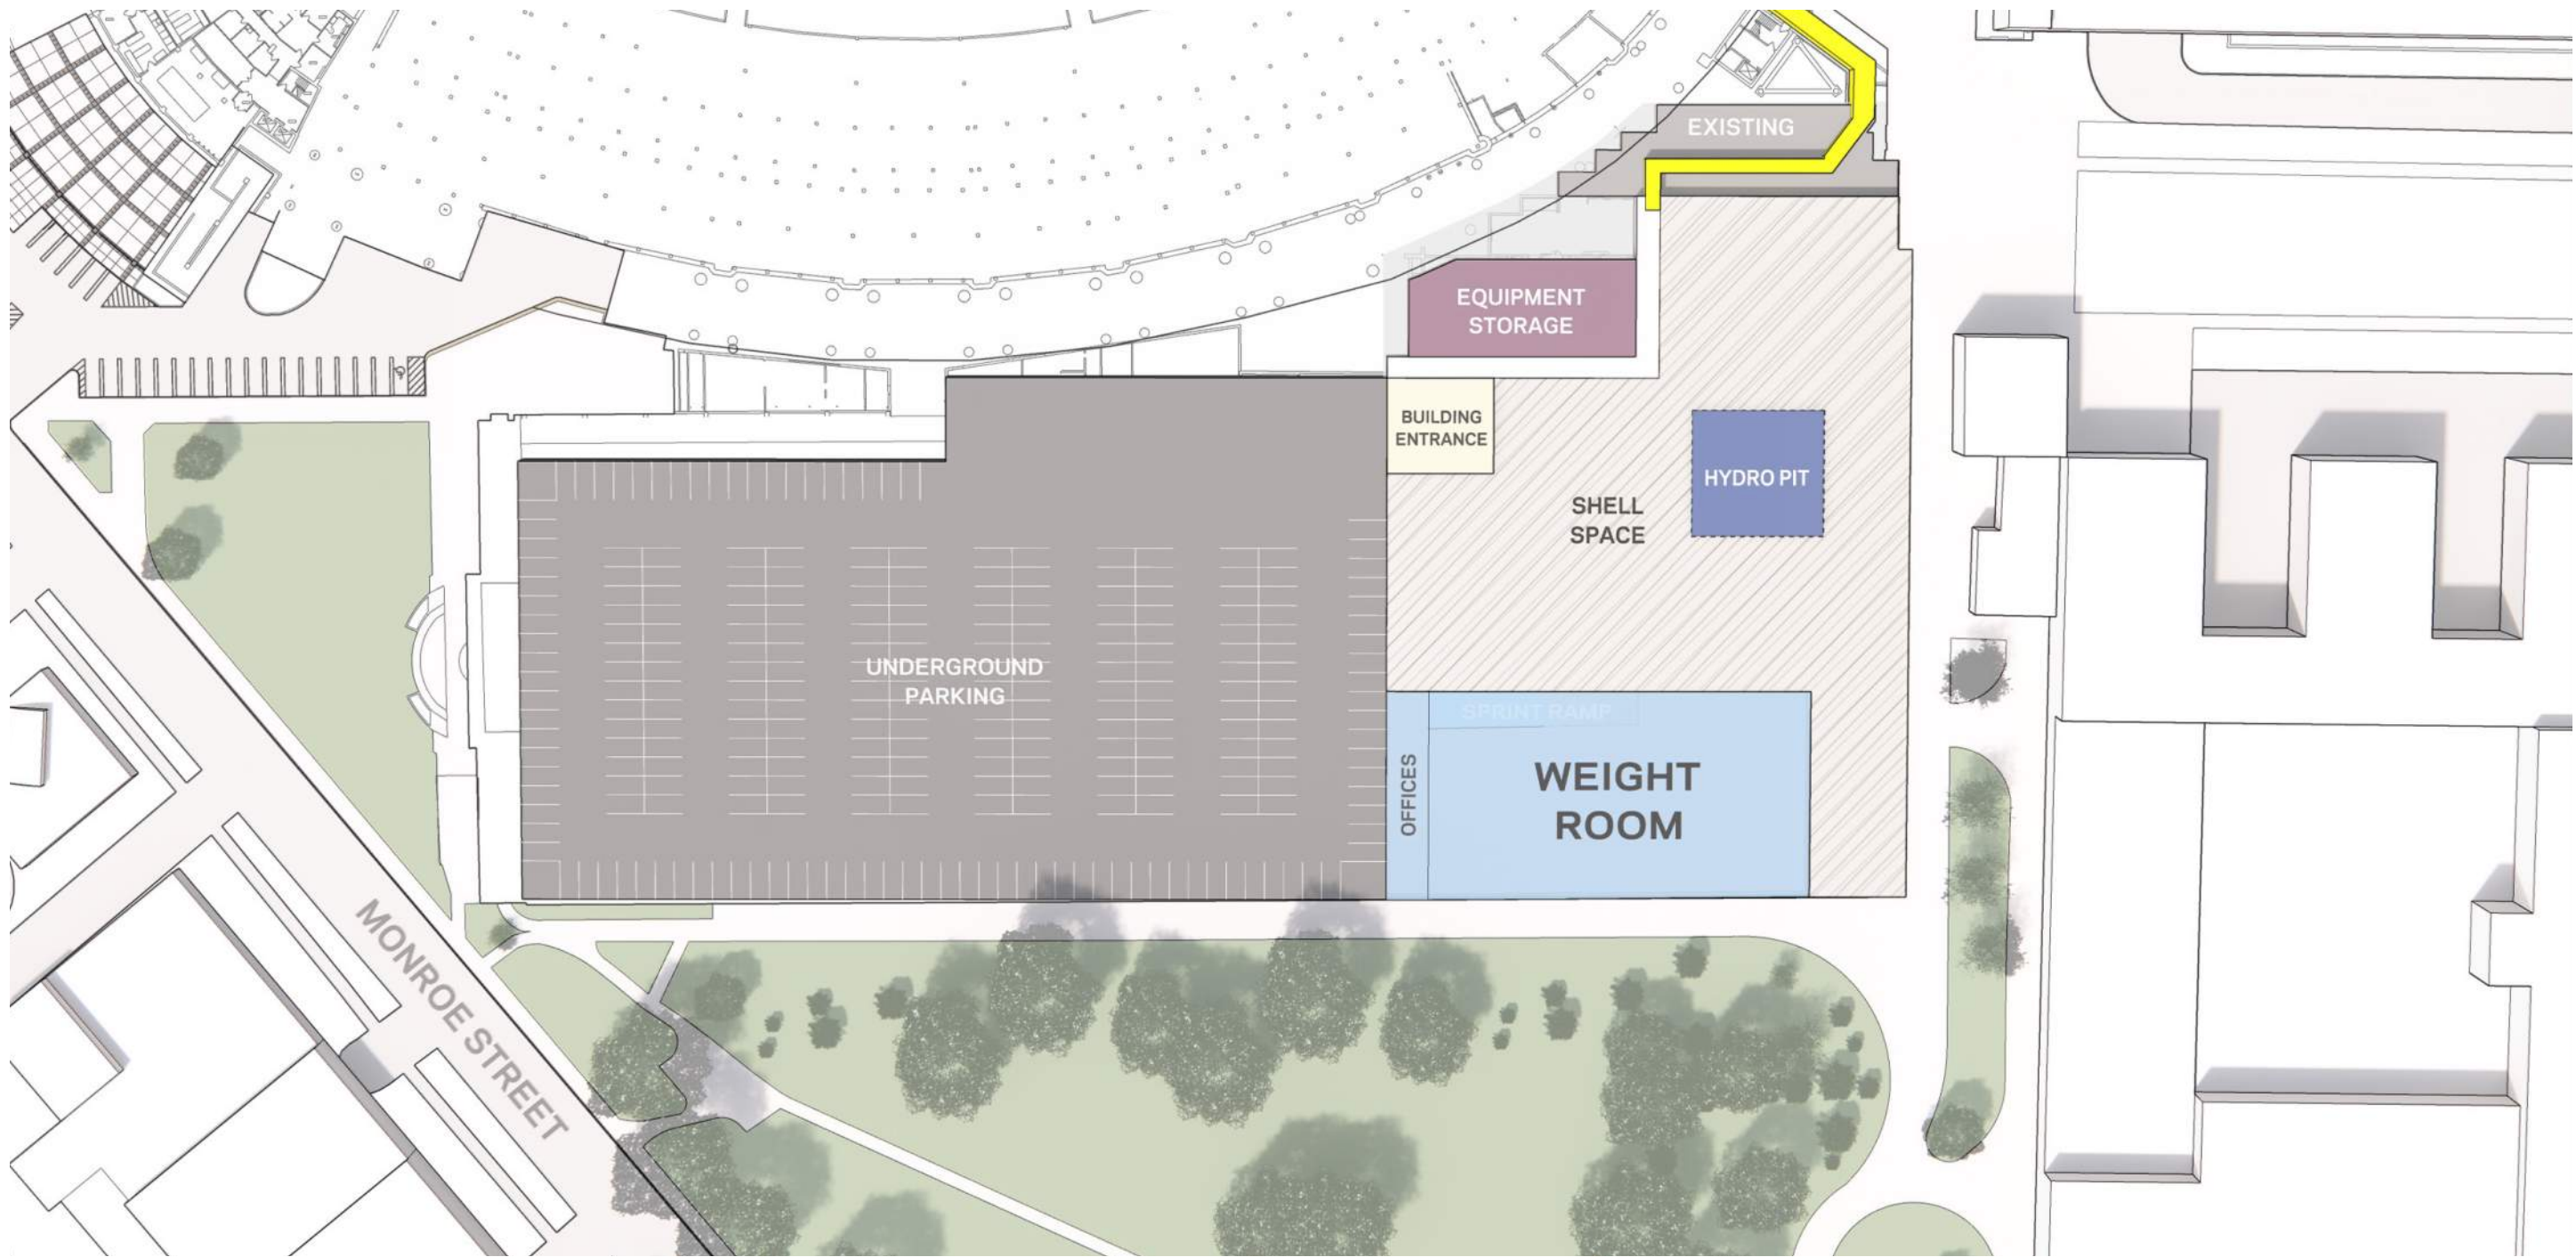 EXISTING
EQUIPMENT
STORAGE
BUILDING
ENTRANCE
HYDRO PIT
SHELL
SPACE
UNDERGROUND
PARKING
SPRINT RAMP
OFFICES
WEIGHT
ROOM
MONROE STREET